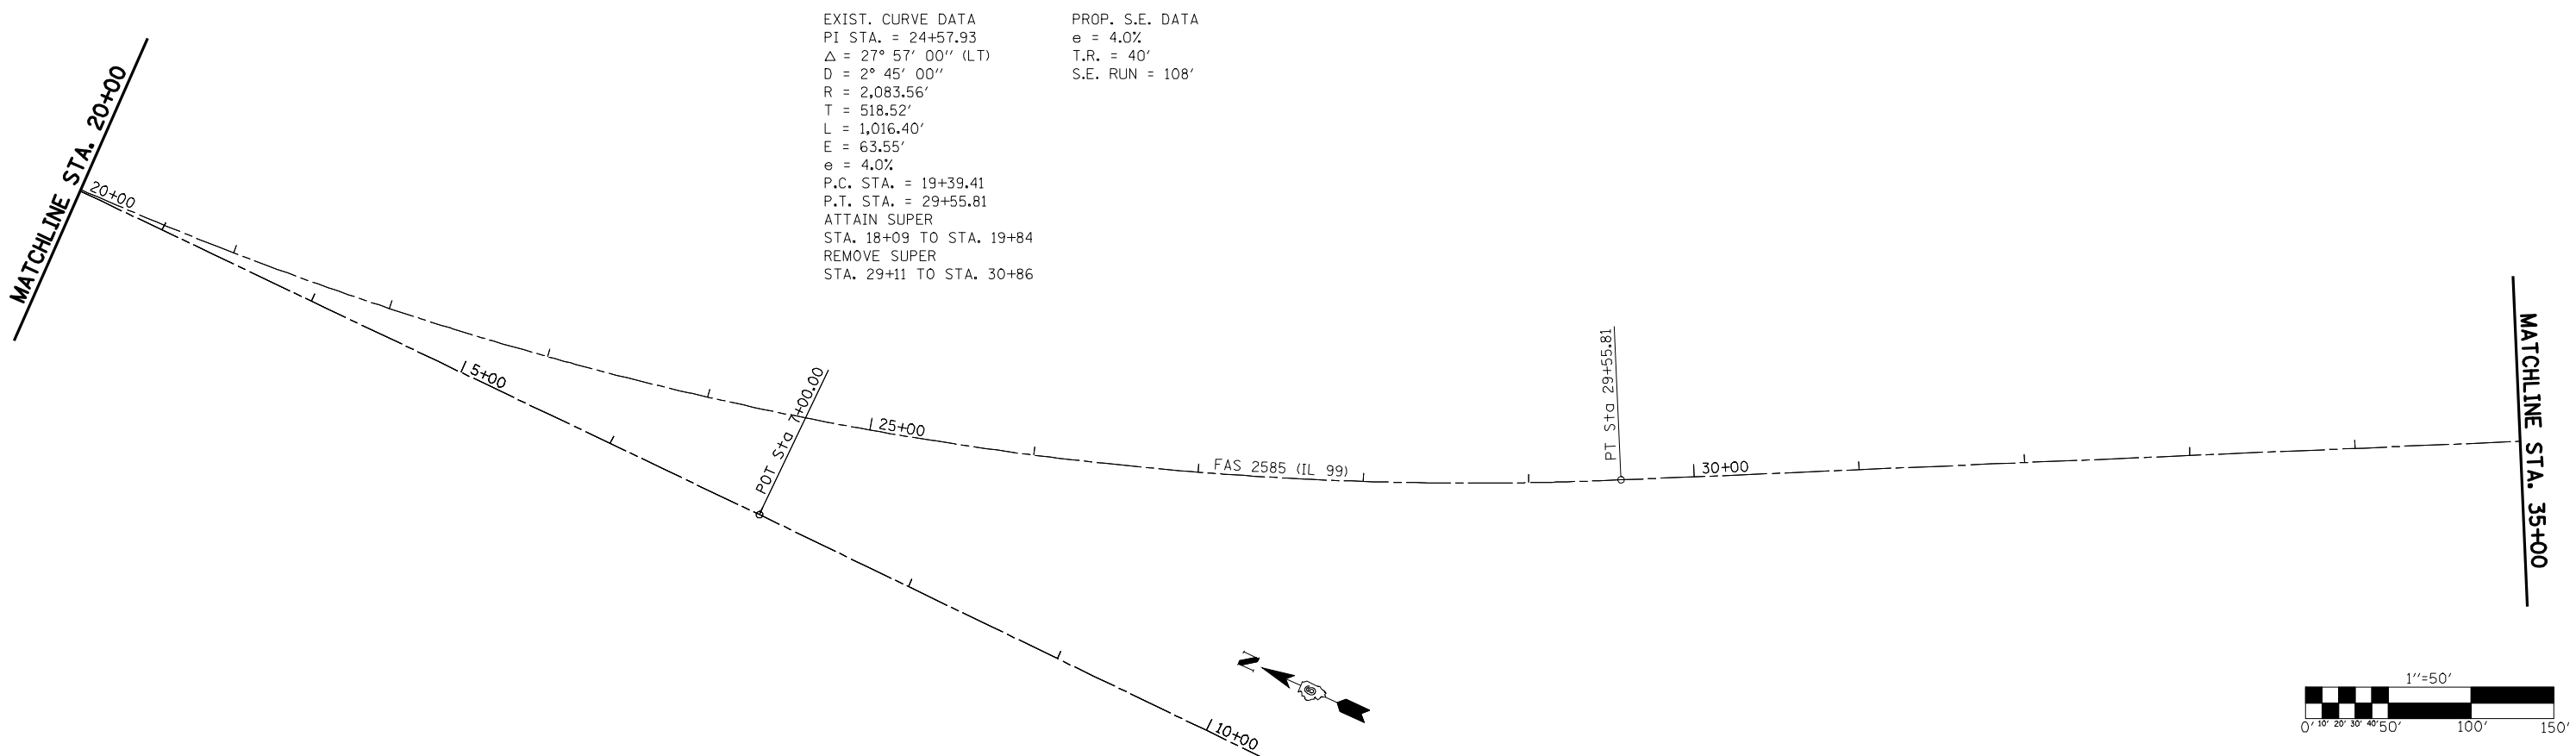 EXIST. CURVE DATA
PI STA. = 24+57.93
△ = 27° 57' 00'' (LT)
D = 2° 45' 00''
R = 2,083.56'
T = 518.52'
L = 1,016.40'
E = 63.55'
e = 4.0%
P.C. STA. = 19+39.41
P.T. STA. = 29+55.81
ATTAIN SUPER
STA. 18+09 TO STA. 19+84
REMOVE SUPER
STA. 29+11 TO STA. 30+86
PROP. S.E. DATA
e = 4.0%
T.R. = 40'
S.E. RUN = 108'
MATCHLINE STA. 20+00
20+00
5+00
POT Sta 7+00.00
25+00
FAS 2585 (IL 99)
PT Sta 29+55.81
30+00
MATCHLINE STA. 35+00
10+00
N
1''=50'
0' 10' 20' 30' 40' 50' 100' 150'